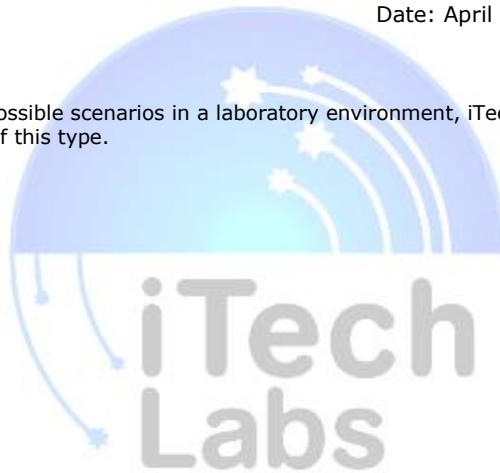 Date: April
ossible scenarios in a laboratory environment, iTec
f this type.
iTech
Labs